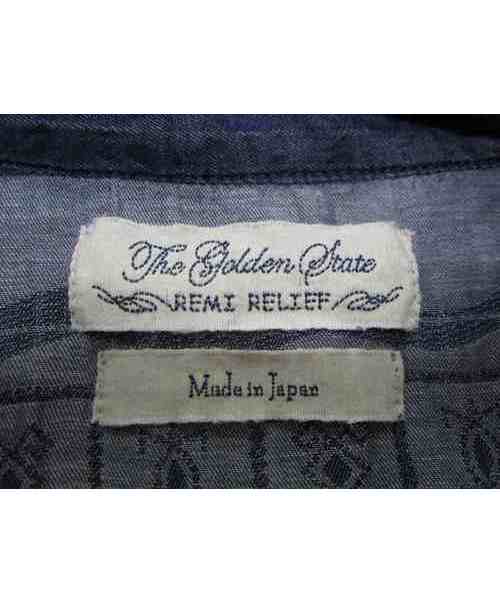 The Golden State
REMI RELIEF
Made in Japan